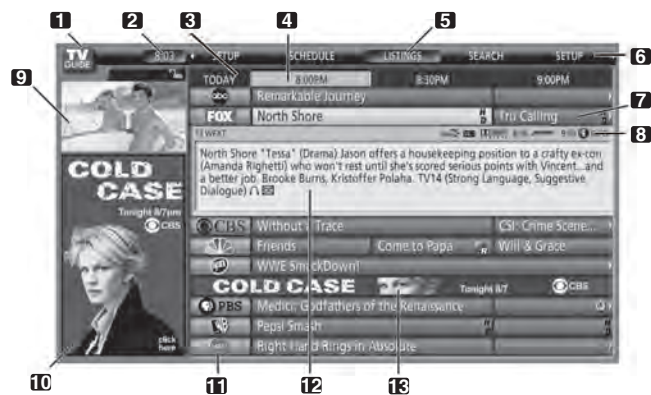 1 2 3 4 5 6 7 8 9 10 11 12 13
TV GUIDE
8:03
SETUP SCHEDULE LISTINGS SEARCH SETUP
TODAY 8:00PM 8:30PM 9:00PM
abc Remarkable Journey
FOX North Shore HD Tru Calling
North Shore "Tessa" (Drama) Jason offers a housekeeping position to a crafty ex-con
(Amanda Righetti) who won't rest until she's scored serious points with Vincent...and
a better job. Brooke Burns, Kristoffer Polaha. TV14 (Strong Language, Suggestive
Dialogue)
COLD CASE
Tonight 8/7pm
CBS
click here
CBS Without a Trace CSI: Crime Scene...
Friends Come to Papa Will & Grace
WWE SmackDown!
COLD CASE Tonight 8/7 CBS
PBS Medici: Godfathers of the Renaissance
Pepsi Smash HD
Right Hand Rings in Absolute